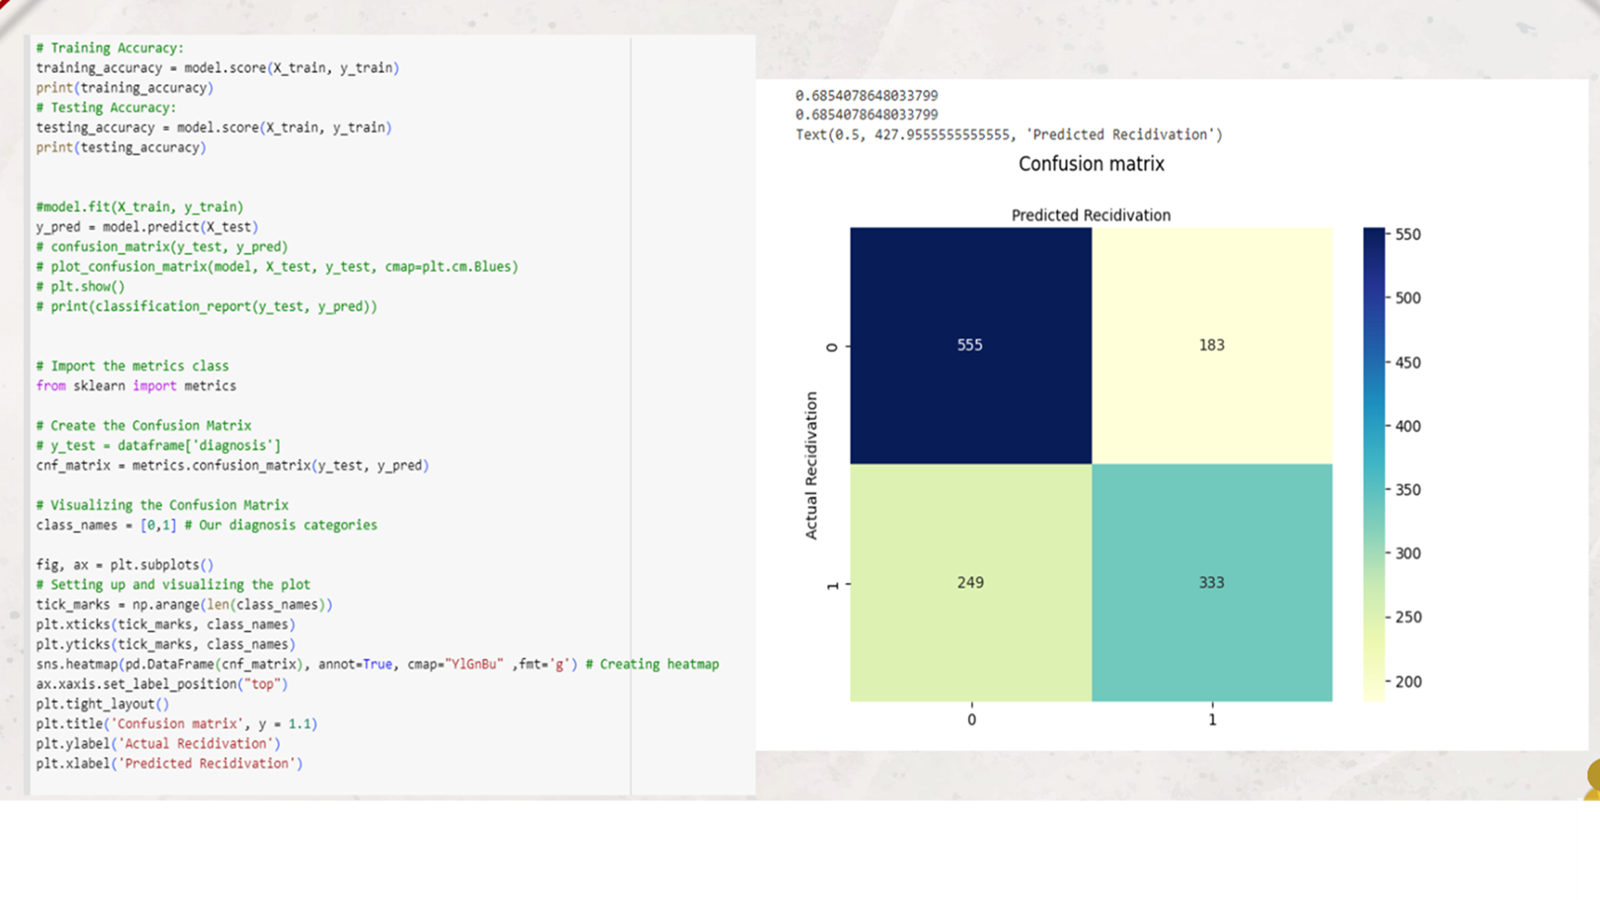 # Training Accuracy:
training_accuracy = model.score(X_train, y_train)
print(training_accuracy)
# Testing Accuracy:
testing_accuracy = model.score(X_train, y_train)
print(testing_accuracy)
#model.fit(X_train, y_train)
y_pred = model.predict(X_test)
# confusion_matrix(y_test, y_pred)
# plot_confusion_matrix(model, X_test, y_test, cmap=plt.cm.Blues)
# plt.show()
# print(classification_report(y_test, y_pred))
# Import the metrics class
from sklearn import metrics
# Create the Confusion Matrix
# y_test = dataframe['diagnosis']
cnf_matrix = metrics.confusion_matrix(y_test, y_pred)
# Visualizing the Confusion Matrix
class_names = [0,1] # Our diagnosis categories
fig, ax = plt.subplots()
# Setting up and visualizing the plot
tick_marks = np.arange(len(class_names))
plt.xticks(tick_marks, class_names)
plt.yticks(tick_marks, class_names)
sns.heatmap(pd.DataFrame(cnf_matrix), annot=True, cmap="YlGnBu" ,fmt='g') # Creating heatmap
ax.xaxis.set_label_position("top")
plt.tight_layout()
plt.title('Confusion matrix', y = 1.1)
plt.ylabel('Actual Recidivation')
plt.xlabel('Predicted Recidivation')
0.6854078648033799
0.6854078648033799
Text(0.5, 427.9555555555555, 'Predicted Recidivation')
Confusion matrix
Predicted Recidivation
Actual Recidivation
0
555
183
1
249
333
0
1
550
500
450
400
350
300
250
200